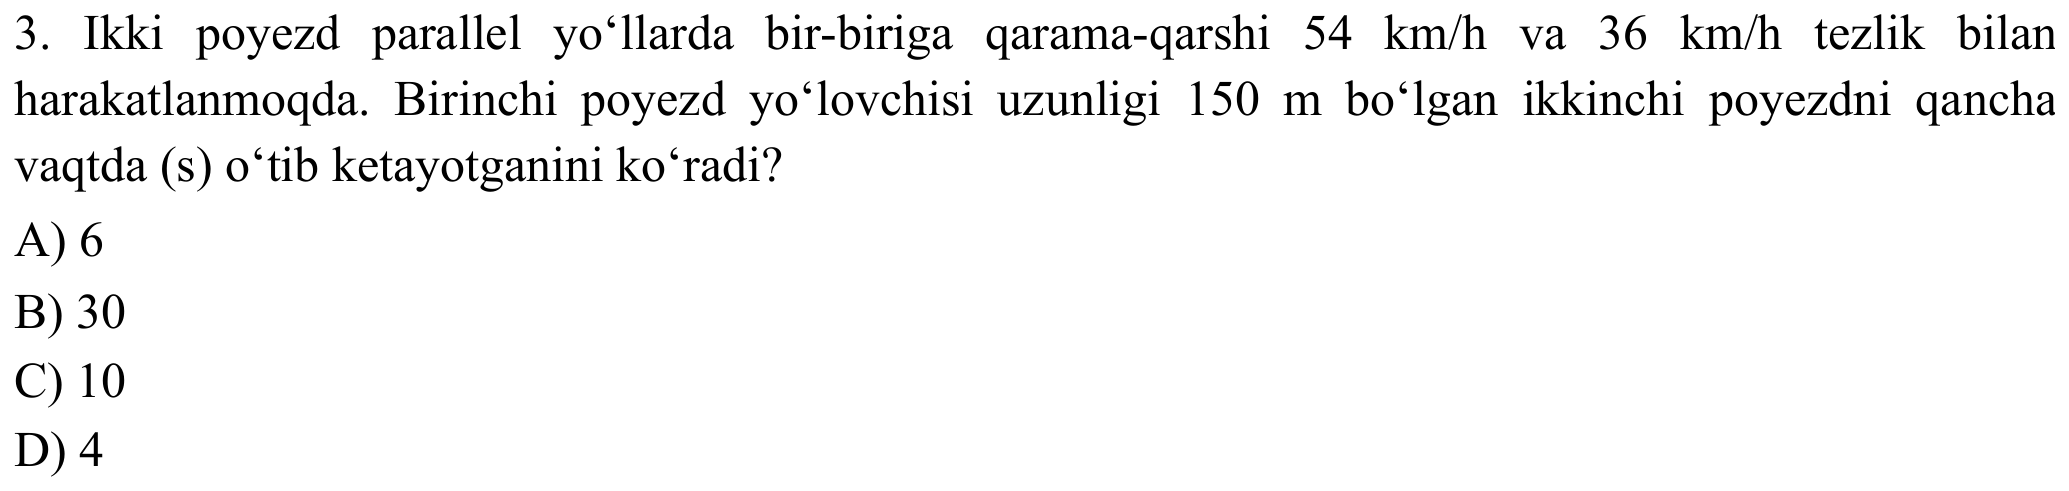 3. Ikki poyezd parallel yo‘llarda bir-biriga qarama-qarshi 54 km/h va 36 km/h tezlik bilan
harakatlanmoqda. Birinchi poyezd yo‘lovchisi uzunligi 150 m bo‘lgan ikkinchi poyezdni qancha
vaqtda (s) o‘tib ketayotganini ko‘radi?
A) 6
B) 30
C) 10
D) 4